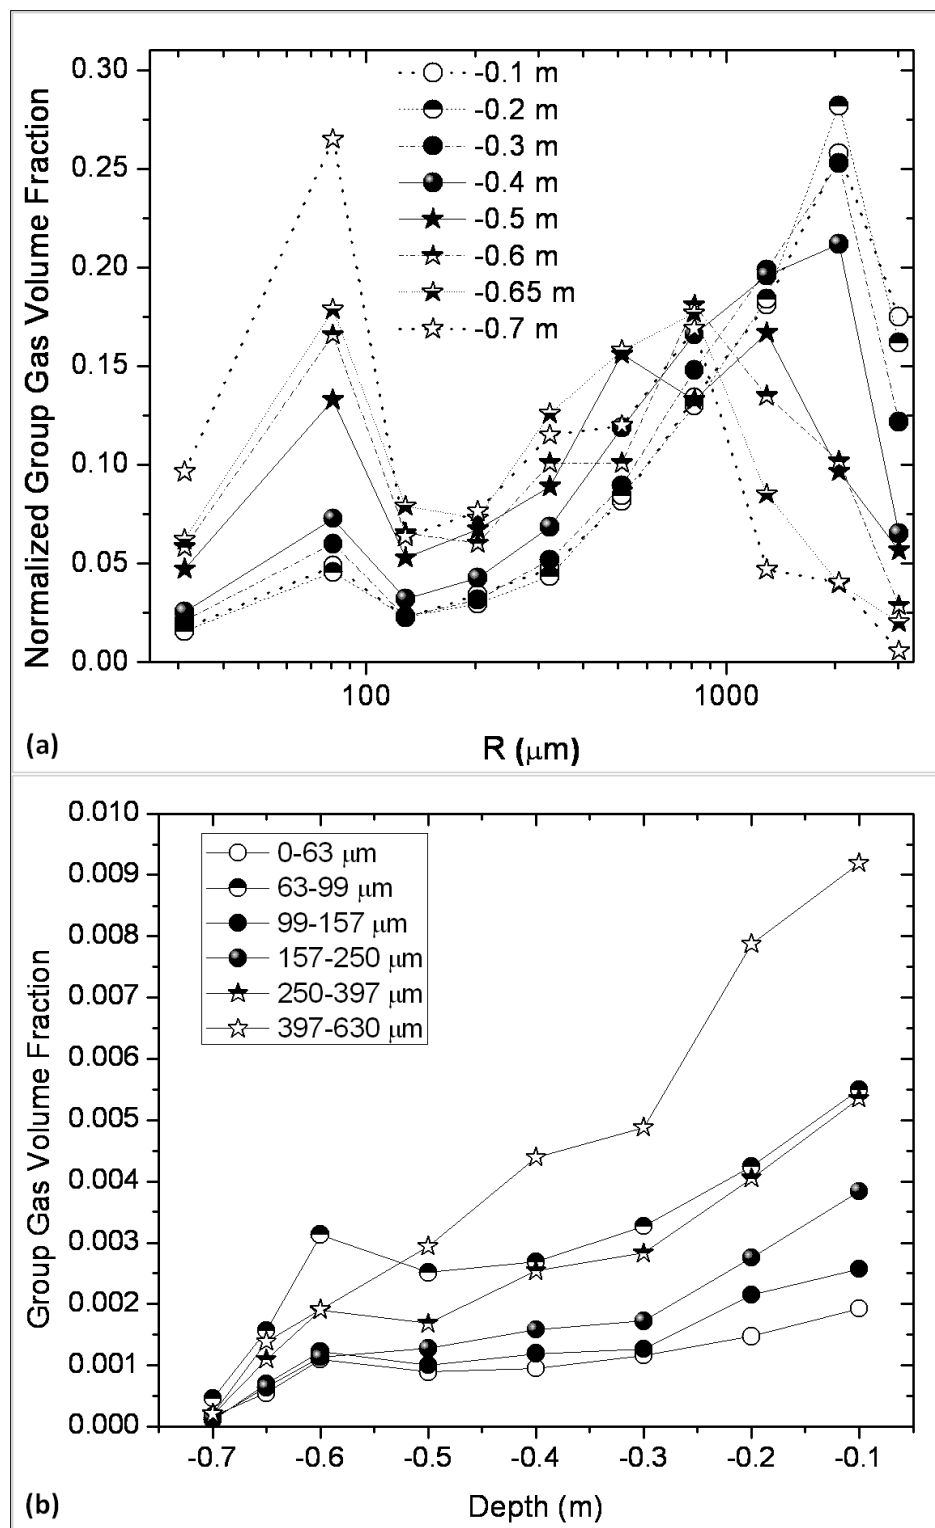 Normalized Group Gas Volume Fraction
0.30
0.25
0.20
0.15
0.10
0.05
0.00
-0.1 m
-0.2 m
-0.3 m
-0.4 m
-0.5 m
-0.6 m
-0.65 m
-0.7 m
100
1000
R (μm)
(a)
Group Gas Volume Fraction
0.010
0.009
0.008
0.007
0.006
0.005
0.004
0.003
0.002
0.001
0.000
0-63 μm
63-99 μm
99-157 μm
157-250 μm
250-397 μm
397-630 μm
-0.7 -0.6 -0.5 -0.4 -0.3 -0.2 -0.1
Depth (m)
(b)